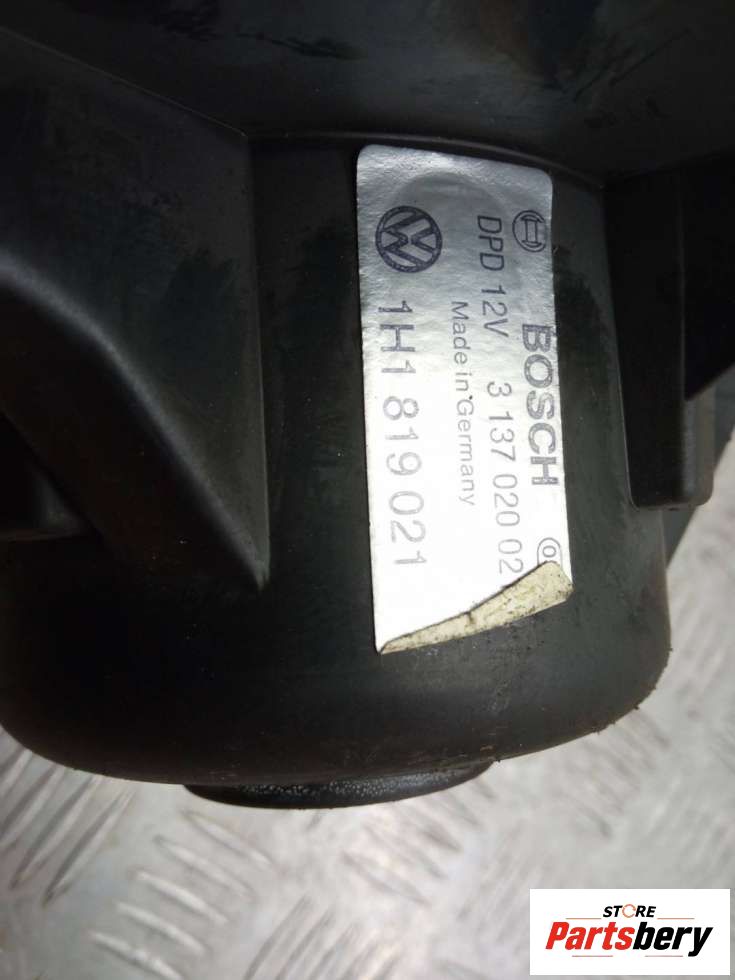 BOSCH
DPD 12V 3 137 020 02
Made in Germany
1H1 819 021
STORE
Partsbery